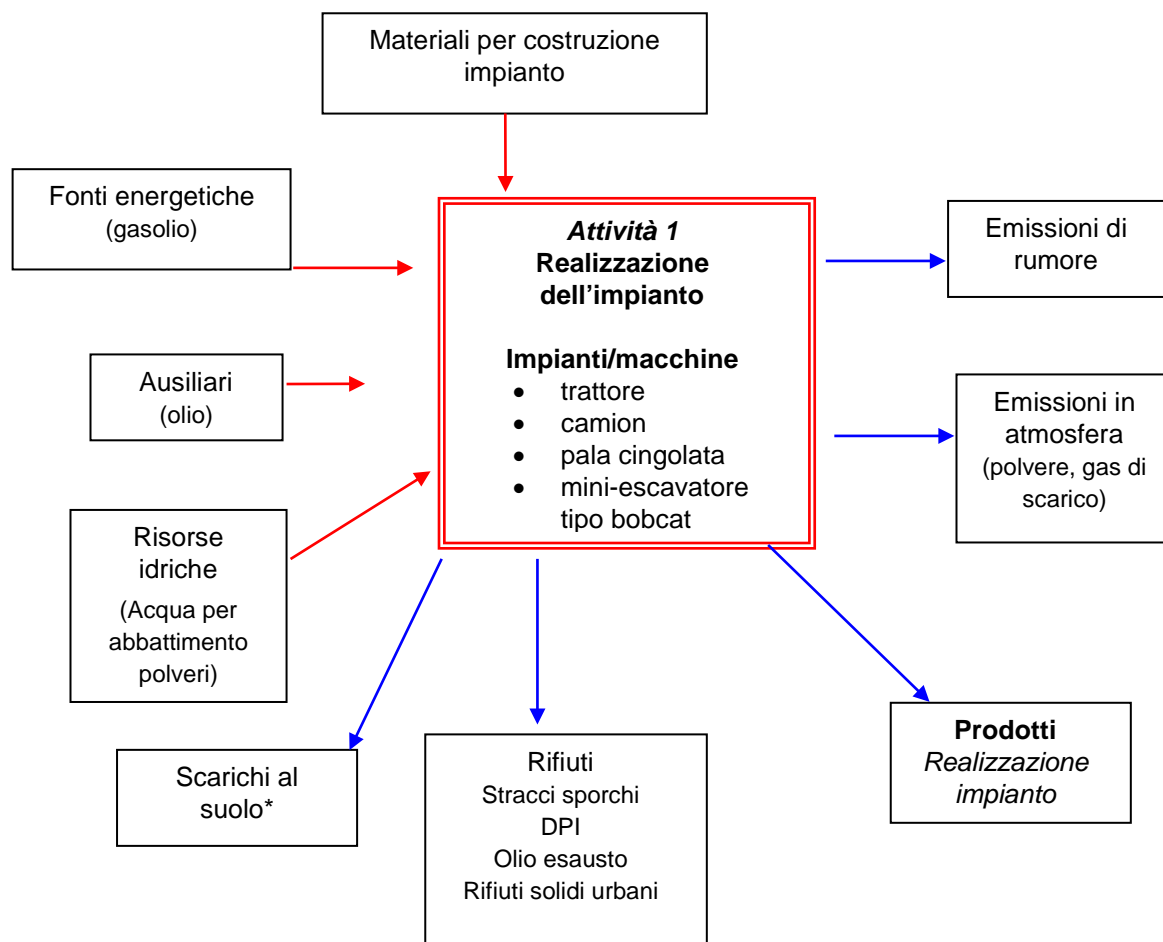 Materiali per costruzione
impianto
Fonti energetiche
(gasolio)
Attività 1
Realizzazione
dell’impianto
Impianti/macchine
• trattore
• camion
• pala cingolata
• mini-escavatore
tipo bobcat
Emissioni di
rumore
Ausiliari
(olio)
Emissioni in
atmosfera
(polvere, gas di
scarico)
Risorse
idriche
(Acqua per
abbattimento
polveri)
Scarichi al
suolo*
Rifiuti
Stracci sporchi
DPI
Olio esausto
Rifiuti solidi urbani
Prodotti
Realizzazione
impianto